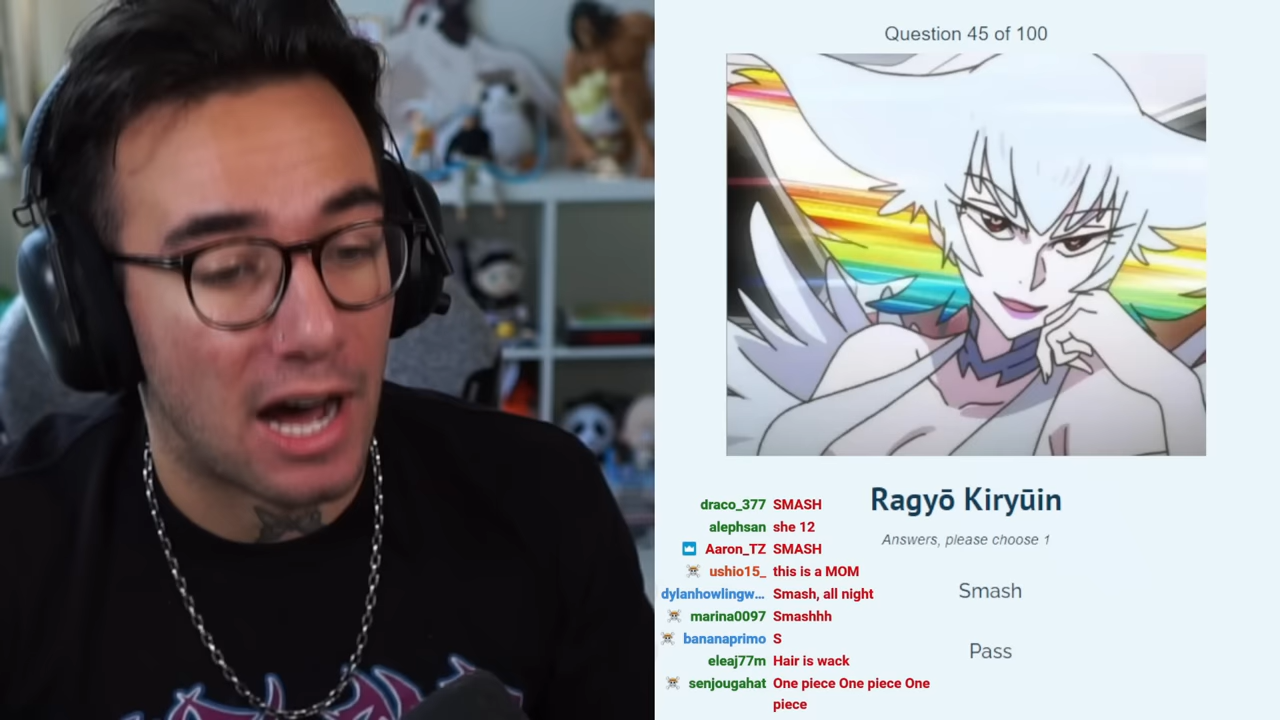 Question 45 of 100
Ragyō Kiryūin
Answers, please choose 1
Smash
Pass
draco_377 SMASH
alephsan she 12
Aaron_TZ SMASH
ushio15_ this is a MOM
dylanhowlingw... Smash, all night
marina0097 Smashhh
bananaprimo S
eleaj77m Hair is wack
senjougahat One piece One piece One
piece